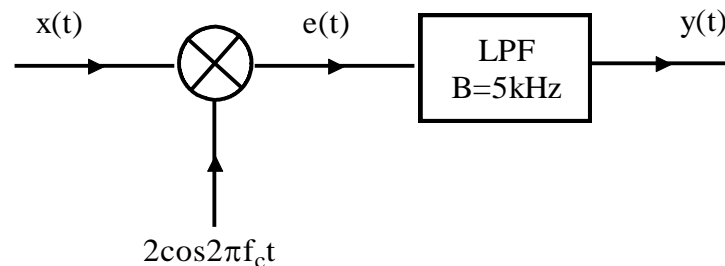 x(t)
e(t)
y(t)
LPF
B=5kHz
2cos2πf_ct